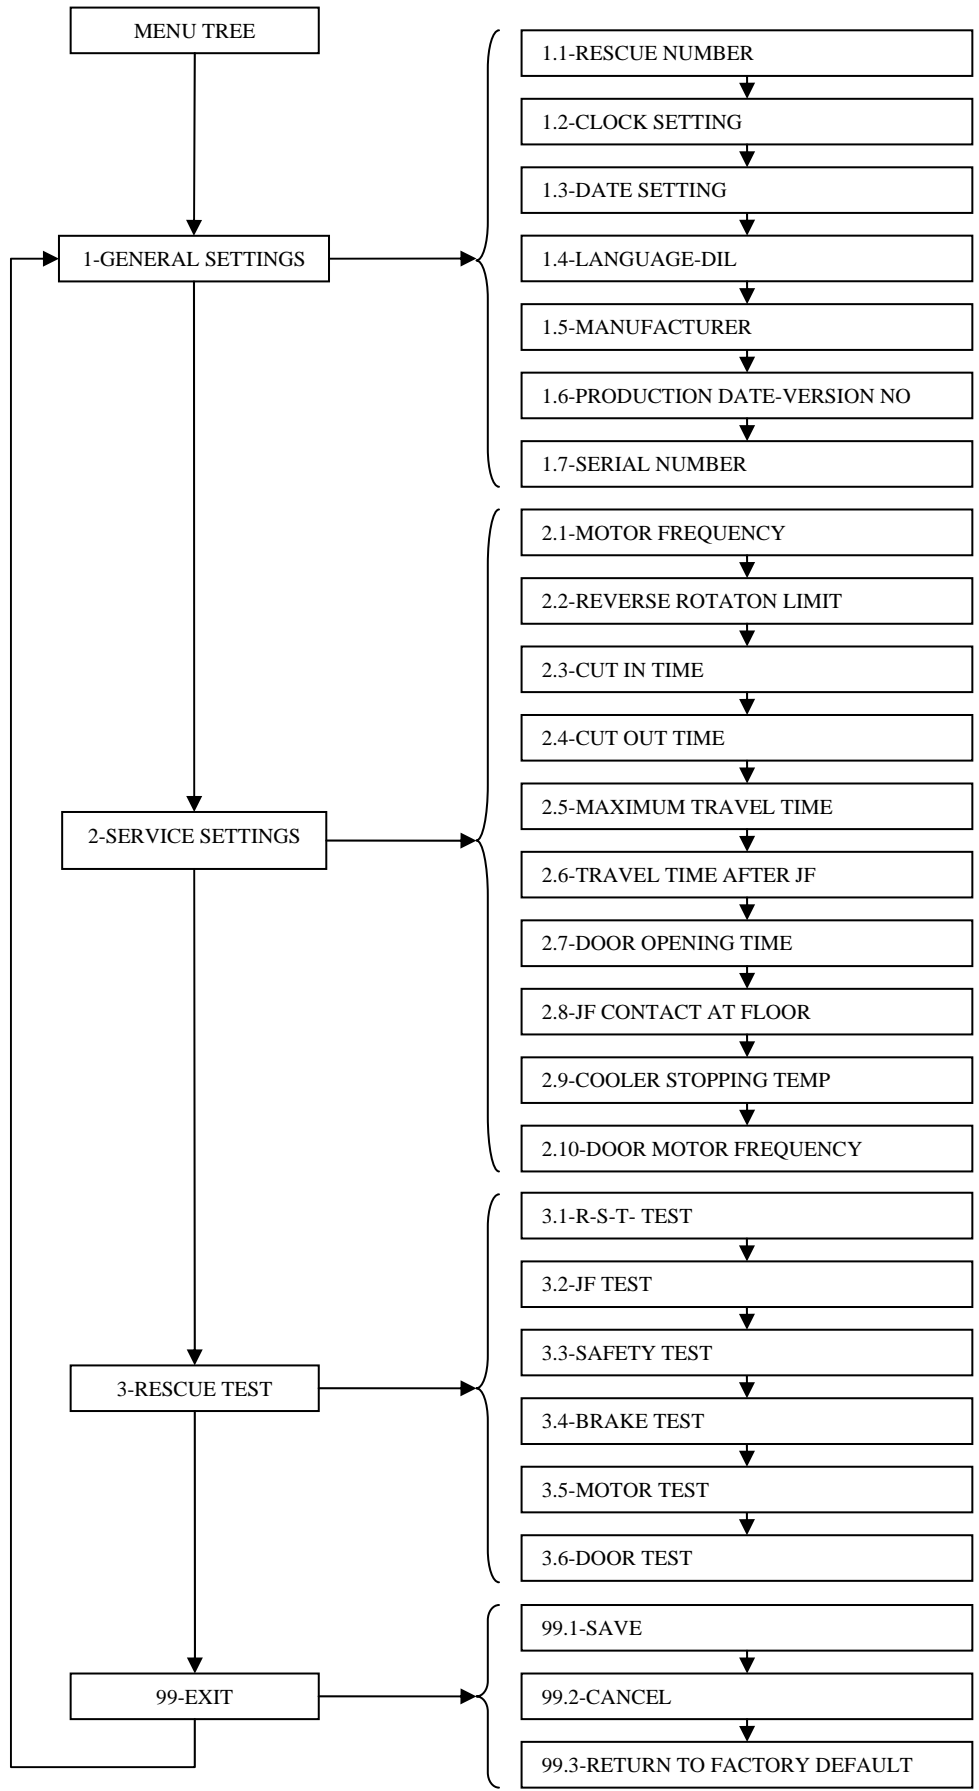 MENU TREE
1-GENERAL SETTINGS
1.1-RESCUE NUMBER
1.2-CLOCK SETTING
1.3-DATE SETTING
1.4-LANGUAGE-DIL
1.5-MANUFACTURER
1.6-PRODUCTION DATE-VERSION NO
1.7-SERIAL NUMBER
2-SERVICE SETTINGS
2.1-MOTOR FREQUENCY
2.2-REVERSE ROTATON LIMIT
2.3-CUT IN TIME
2.4-CUT OUT TIME
2.5-MAXIMUM TRAVEL TIME
2.6-TRAVEL TIME AFTER JF
2.7-DOOR OPENING TIME
2.8-JF CONTACT AT FLOOR
2.9-COOLER STOPPING TEMP
2.10-DOOR MOTOR FREQUENCY
3-RESCUE TEST
3.1-R-S-T- TEST
3.2-JF TEST
3.3-SAFETY TEST
3.4-BRAKE TEST
3.5-MOTOR TEST
3.6-DOOR TEST
99-EXIT
99.1-SAVE
99.2-CANCEL
99.3-RETURN TO FACTORY DEFAULT